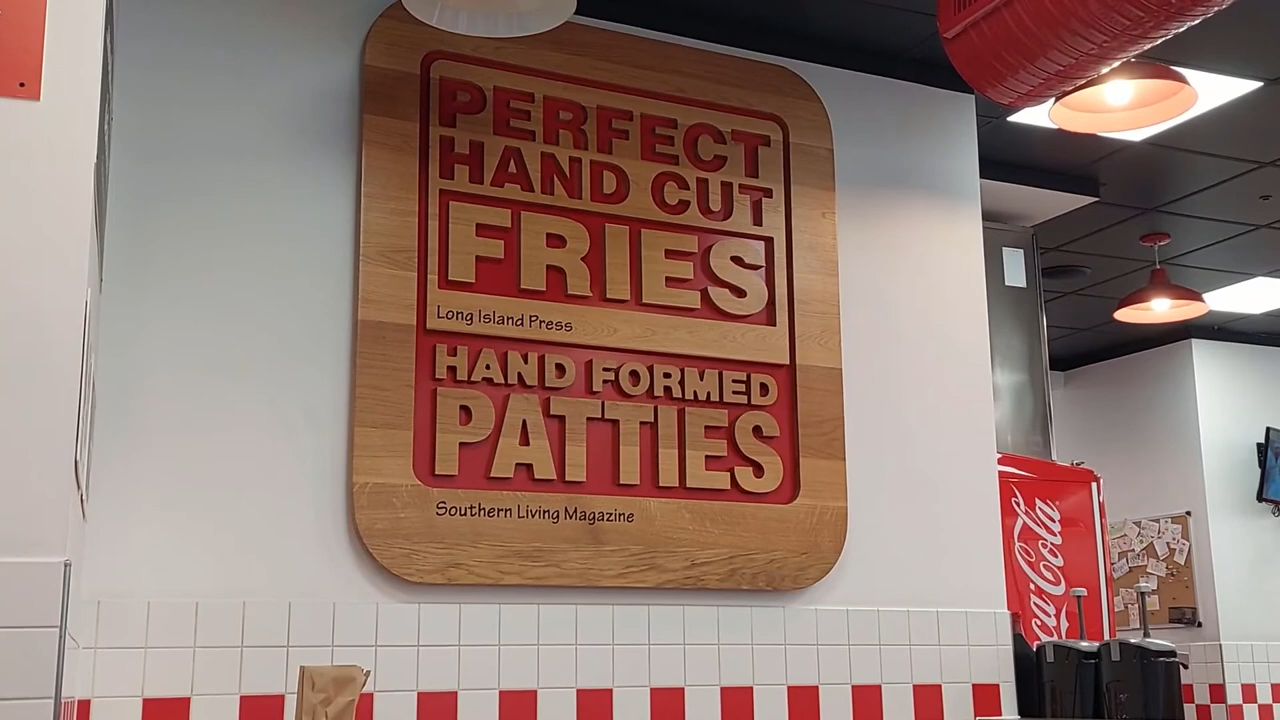 PERFECT
HAND CUT
FRIES
Long Island Press
HAND FORMED
PATTIES
Southern Living Magazine
Coca-Cola